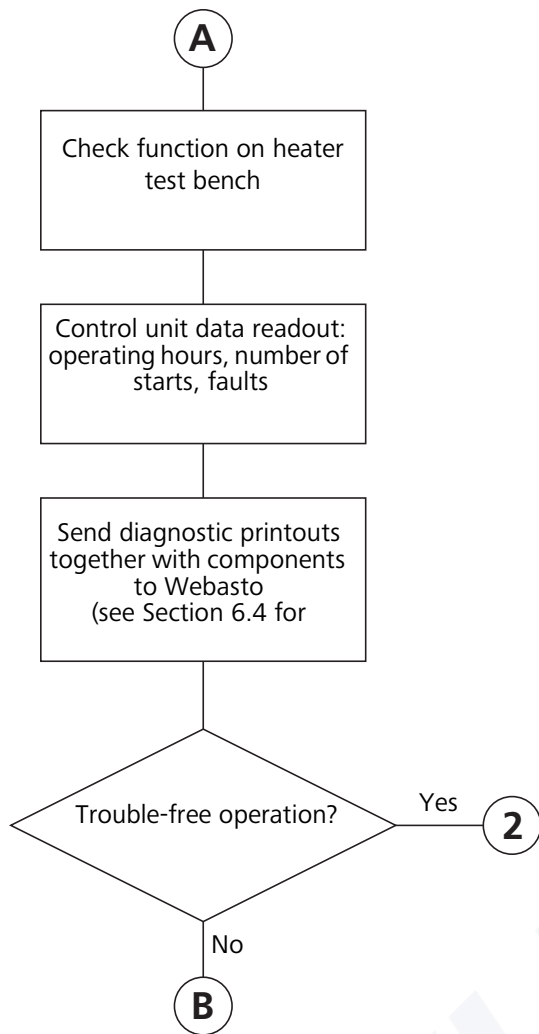 A
Check function on heater
test bench
Control unit data readout:
operating hours, number of
starts, faults
Send diagnostic printouts
together with components
to Webasto
(see Section 6.4 for
Trouble-free operation?
Yes
2
No
B